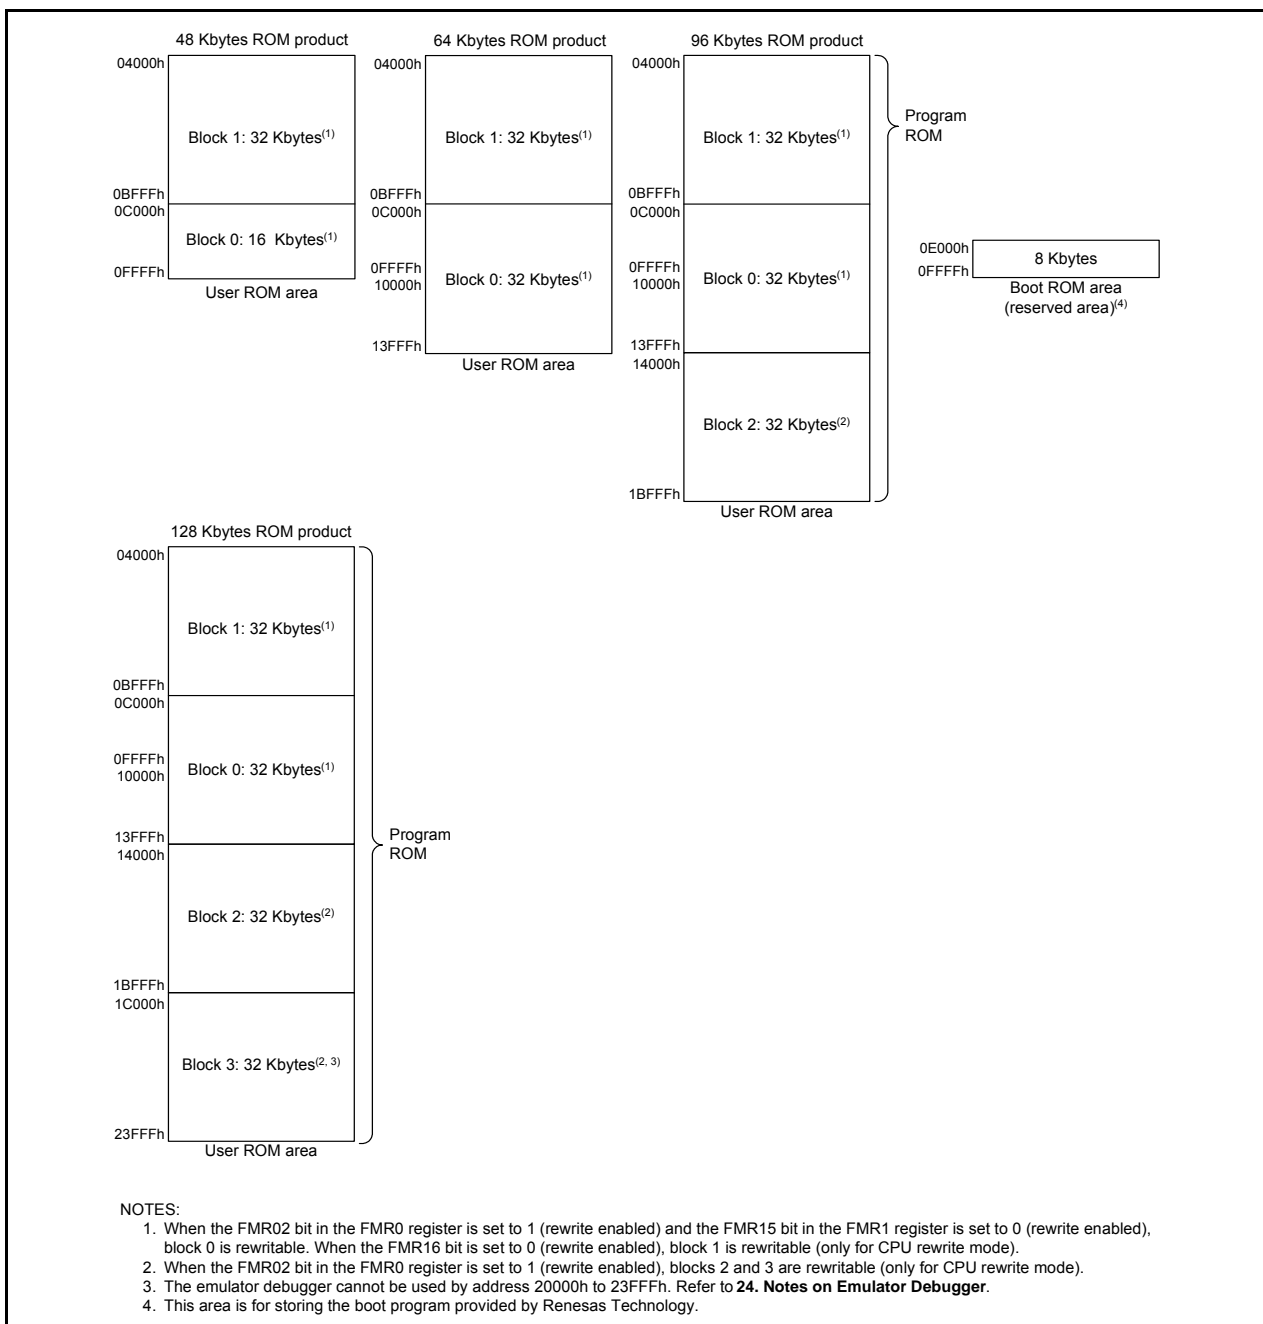 48 Kbytes ROM product
04000h
Block 1: 32 Kbytes(1)
0BFFFh
0C000h
Block 0: 16 Kbytes(1)
0FFFFh
User ROM area
64 Kbytes ROM product
04000h
Block 1: 32 Kbytes(1)
0BFFFh
0C000h
0FFFFh
10000h
Block 0: 32 Kbytes(1)
13FFFh
User ROM area
96 Kbytes ROM product
04000h
Block 1: 32 Kbytes(1)
0BFFFh
0C000h
0FFFFh
10000h
Block 0: 32 Kbytes(1)
13FFFh
14000h
Block 2: 32 Kbytes(2)
1BFFFh
User ROM area
Program
ROM
0E000h
8 Kbytes
0FFFFh
Boot ROM area
(reserved area)(4)
128 Kbytes ROM product
04000h
Block 1: 32 Kbytes(1)
0BFFFh
0C000h
0FFFFh
10000h
Block 0: 32 Kbytes(1)
13FFFh
14000h
Block 2: 32 Kbytes(2)
1BFFFh
1C000h
Block 3: 32 Kbytes(2, 3)
23FFFh
User ROM area
Program
ROM
NOTES:
1. When the FMR02 bit in the FMR0 register is set to 1 (rewrite enabled) and the FMR15 bit in the FMR1 register is set to 0 (rewrite enabled),
block 0 is rewritable. When the FMR16 bit is set to 0 (rewrite enabled), block 1 is rewritable (only for CPU rewrite mode).
2. When the FMR02 bit in the FMR0 register is set to 1 (rewrite enabled), blocks 2 and 3 are rewritable (only for CPU rewrite mode).
3. The emulator debugger cannot be used by address 20000h to 23FFFh. Refer to 24. Notes on Emulator Debugger.
4. This area is for storing the boot program provided by Renesas Technology.